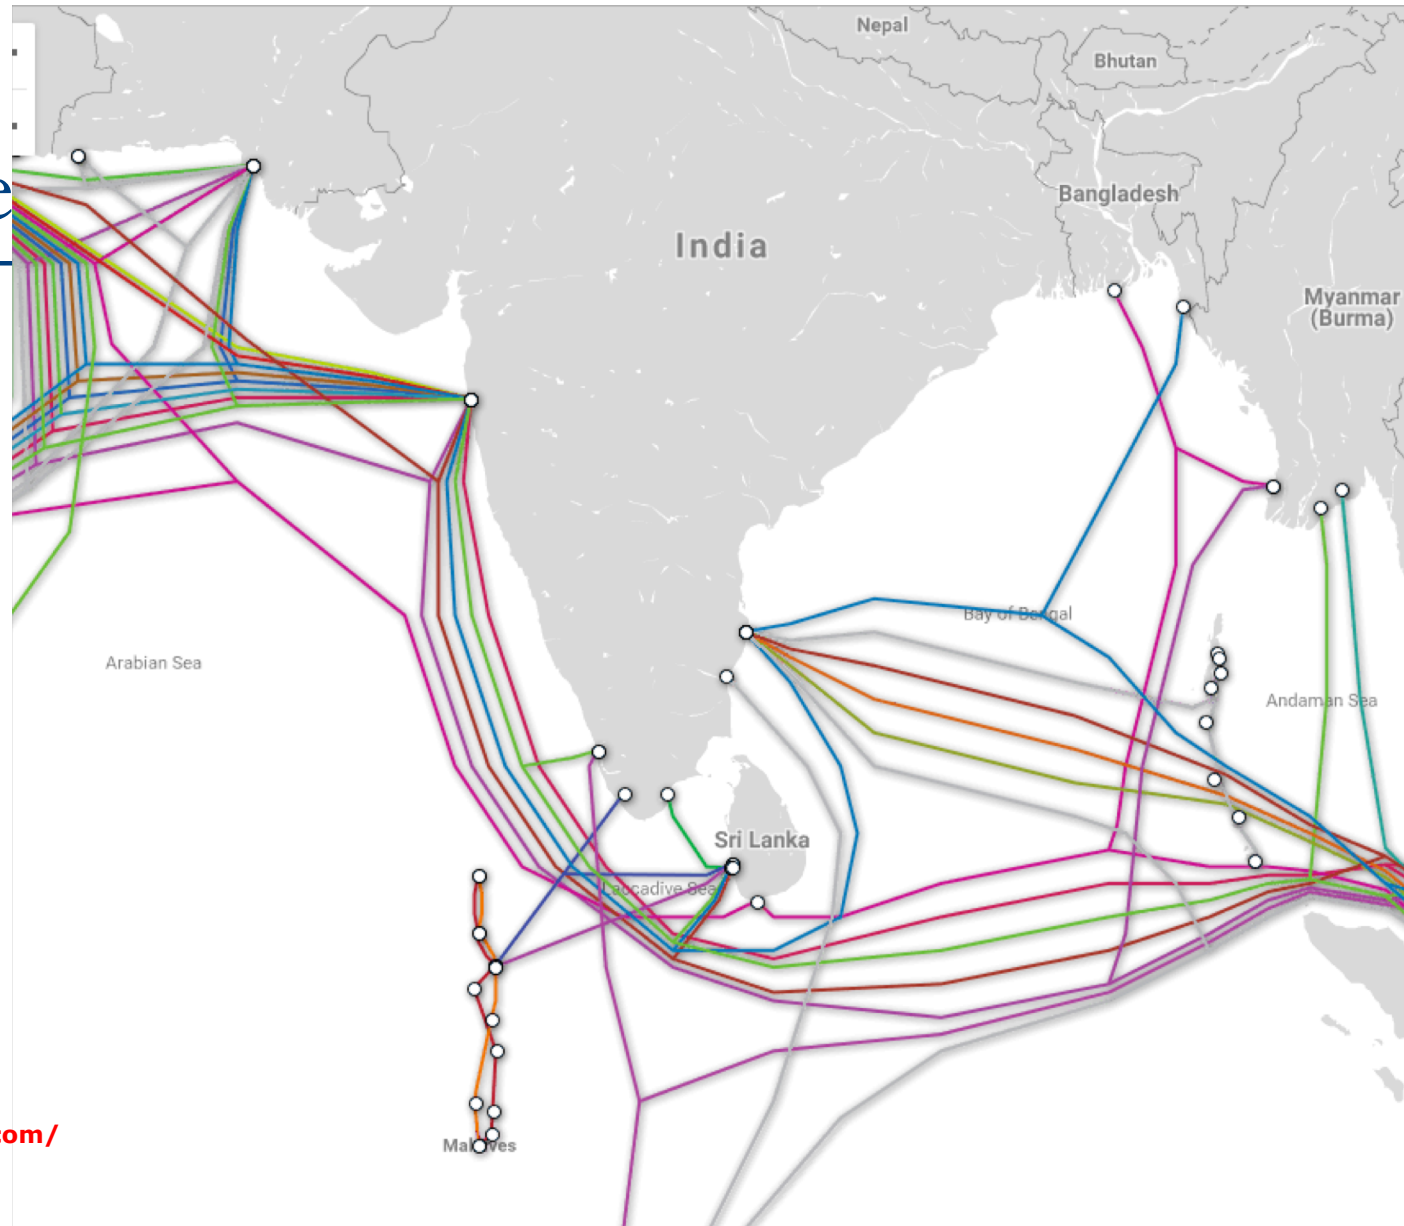 Nepal
Bhutan
e
Bangladesh
India
Myanmar
(Burma)
Bay of Bengal
Arabian Sea
Andaman Sea
Sri Lanka
Laccadive Sea
com/
Maldives